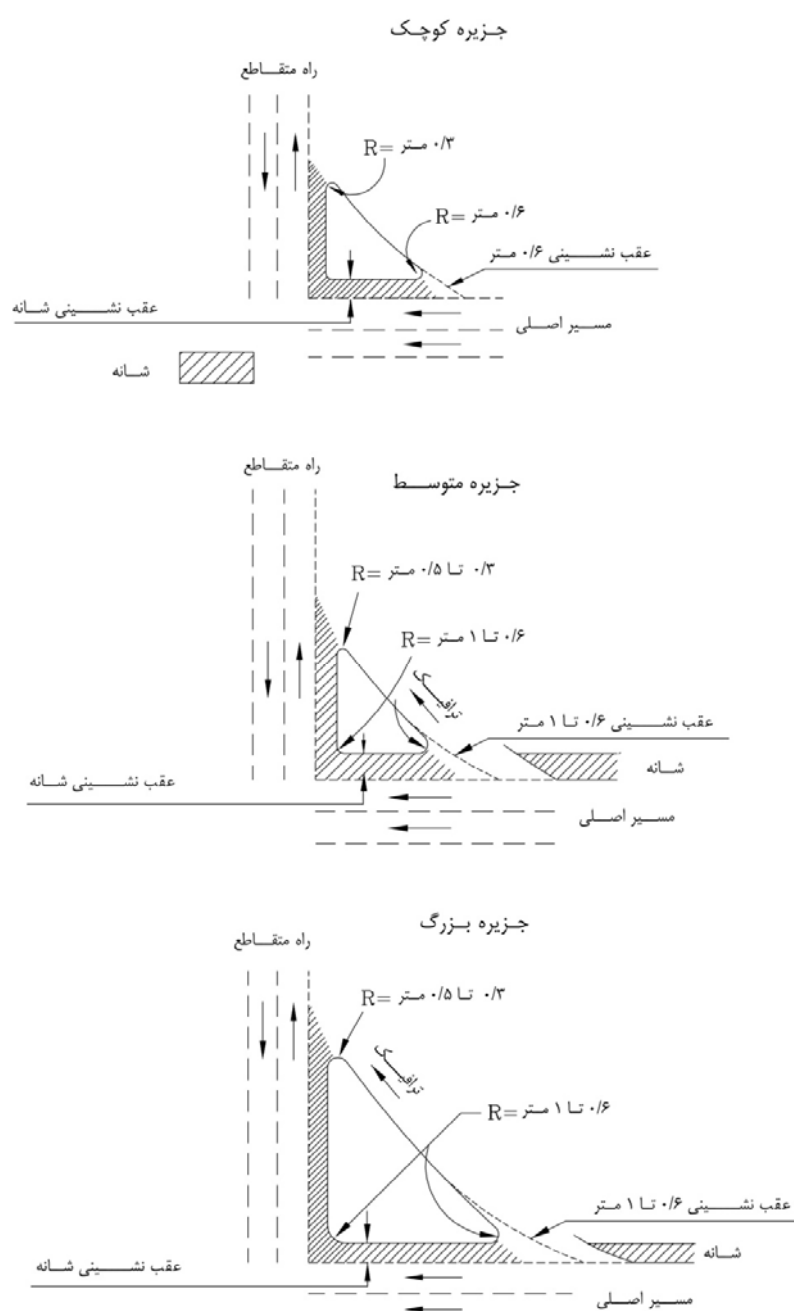 جزیره کوچک
راه متقاطع
R= ۰/۳ متر
R= ۰/۶ متر
عقب نشینی ۰/۶ متر
عقب نشینی شانه
مسیر اصلی
شانه
راه متقاطع
جزیره متوسط
R= ۰/۳ تا ۰/۵ متر
R= ۰/۶ تا ۱ متر
ترافیک
عقب نشینی ۰/۶ تا ۱ متر
شانه
عقب نشینی شانه
مسیر اصلی
جزیره بزرگ
راه متقاطع
R= ۰/۳ تا ۰/۵ متر
ترافیک
R= ۰/۶ تا ۱ متر
عقب نشینی ۰/۶ تا ۱ متر
شانه
عقب نشینی شانه
مسیر اصلی